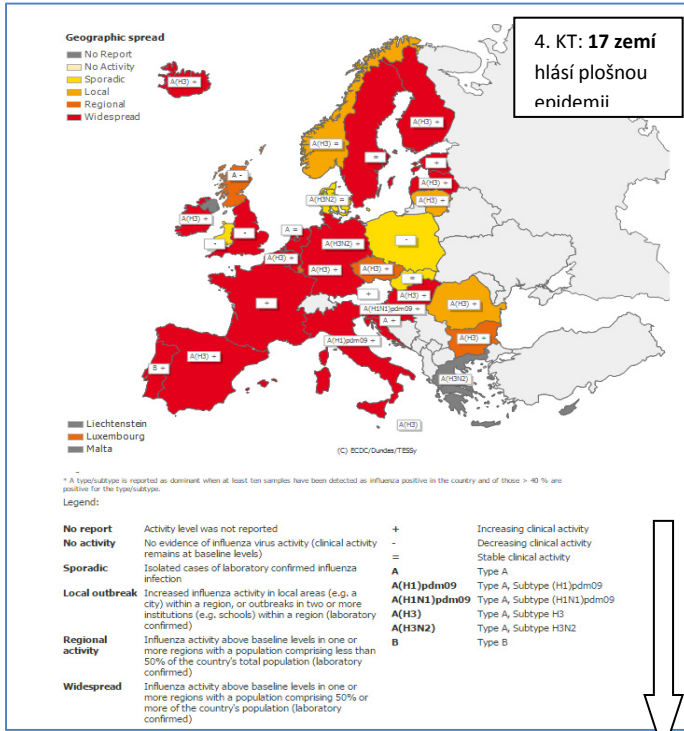 Geographic spread
No Report
No Activity
Sporadic
Local
Regional
Widespread
4. KT: 17 zemí
hlásí plošnou
epidemii
A(H3) +
A(H3) +
A(H3) =
=
+
A(H3) +
A(H3) +
A -
A(H3N2) =
A(H3) +
-
-
A =
A(H3N2) +
-
A(H3) +
A(H3) +
A(H3) +
=
+
+
A(H3) +
A(H3) +
A(H1N1)pdm09 +
A +
A(H1)pdm09 +
A(H3) +
A(H3) +
B +
A(H3N2)
A(H3)
Liechtenstein
Luxembourg
Malta
(C) ECDC/Dundas/TESSy
-
* A type/subtype is reported as dominant when at least ten samples have been detected as influenza positive in the country and of those > 40 % are
positive for the type/subtype.
Legend:
No report Activity level was not reported + Increasing clinical activity
No activity No evidence of influenza virus activity (clinical activity - Decreasing clinical activity
remains at baseline levels) = Stable clinical activity
Sporadic Isolated cases of laboratory confirmed influenza A Type A
infection A(H1)pdm09 Type A, Subtype (H1)pdm09
Local outbreak Increased influenza activity in local areas (e.g. a A(H1N1)pdm09 Type A, Subtype (H1N1)pdm09
city) within a region, or outbreaks in two or more A(H3) Type A, Subtype H3
institutions (e.g. schools) within a region (laboratory A(H3N2) Type A, Subtype H3N2
confirmed) B Type B
Regional Influenza activity above baseline levels in one or
activity more regions with a population comprising less than
50% of the country's total population (laboratory
confirmed)
Widespread Influenza activity above baseline levels in one or
more regions with a population comprising 50% or
more of the country's population (laboratory
confirmed)